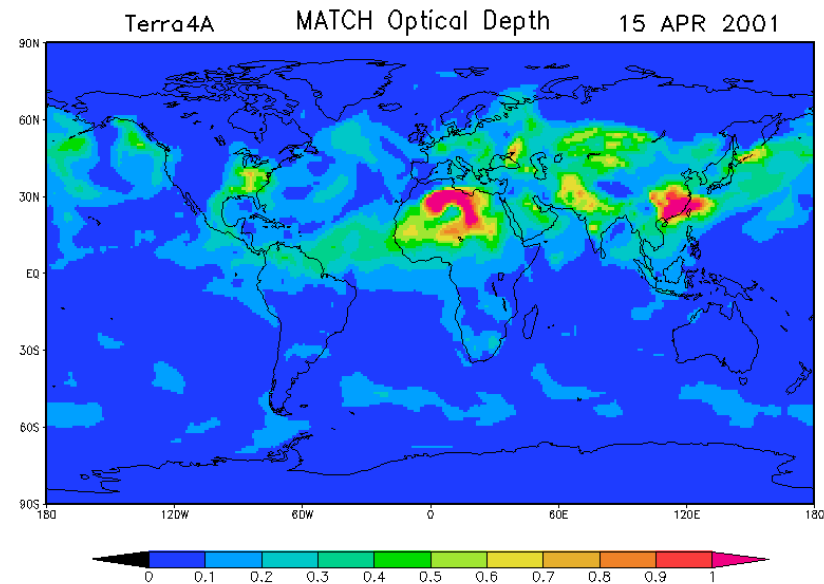 Terra4A MATCH Optical Depth 15 APR 2001
90N
60N
30N
EQ
30S
60S
90S
180 120W 60W 0 60E 120E 180
0 0.1 0.2 0.3 0.4 0.5 0.6 0.7 0.8 0.9 1